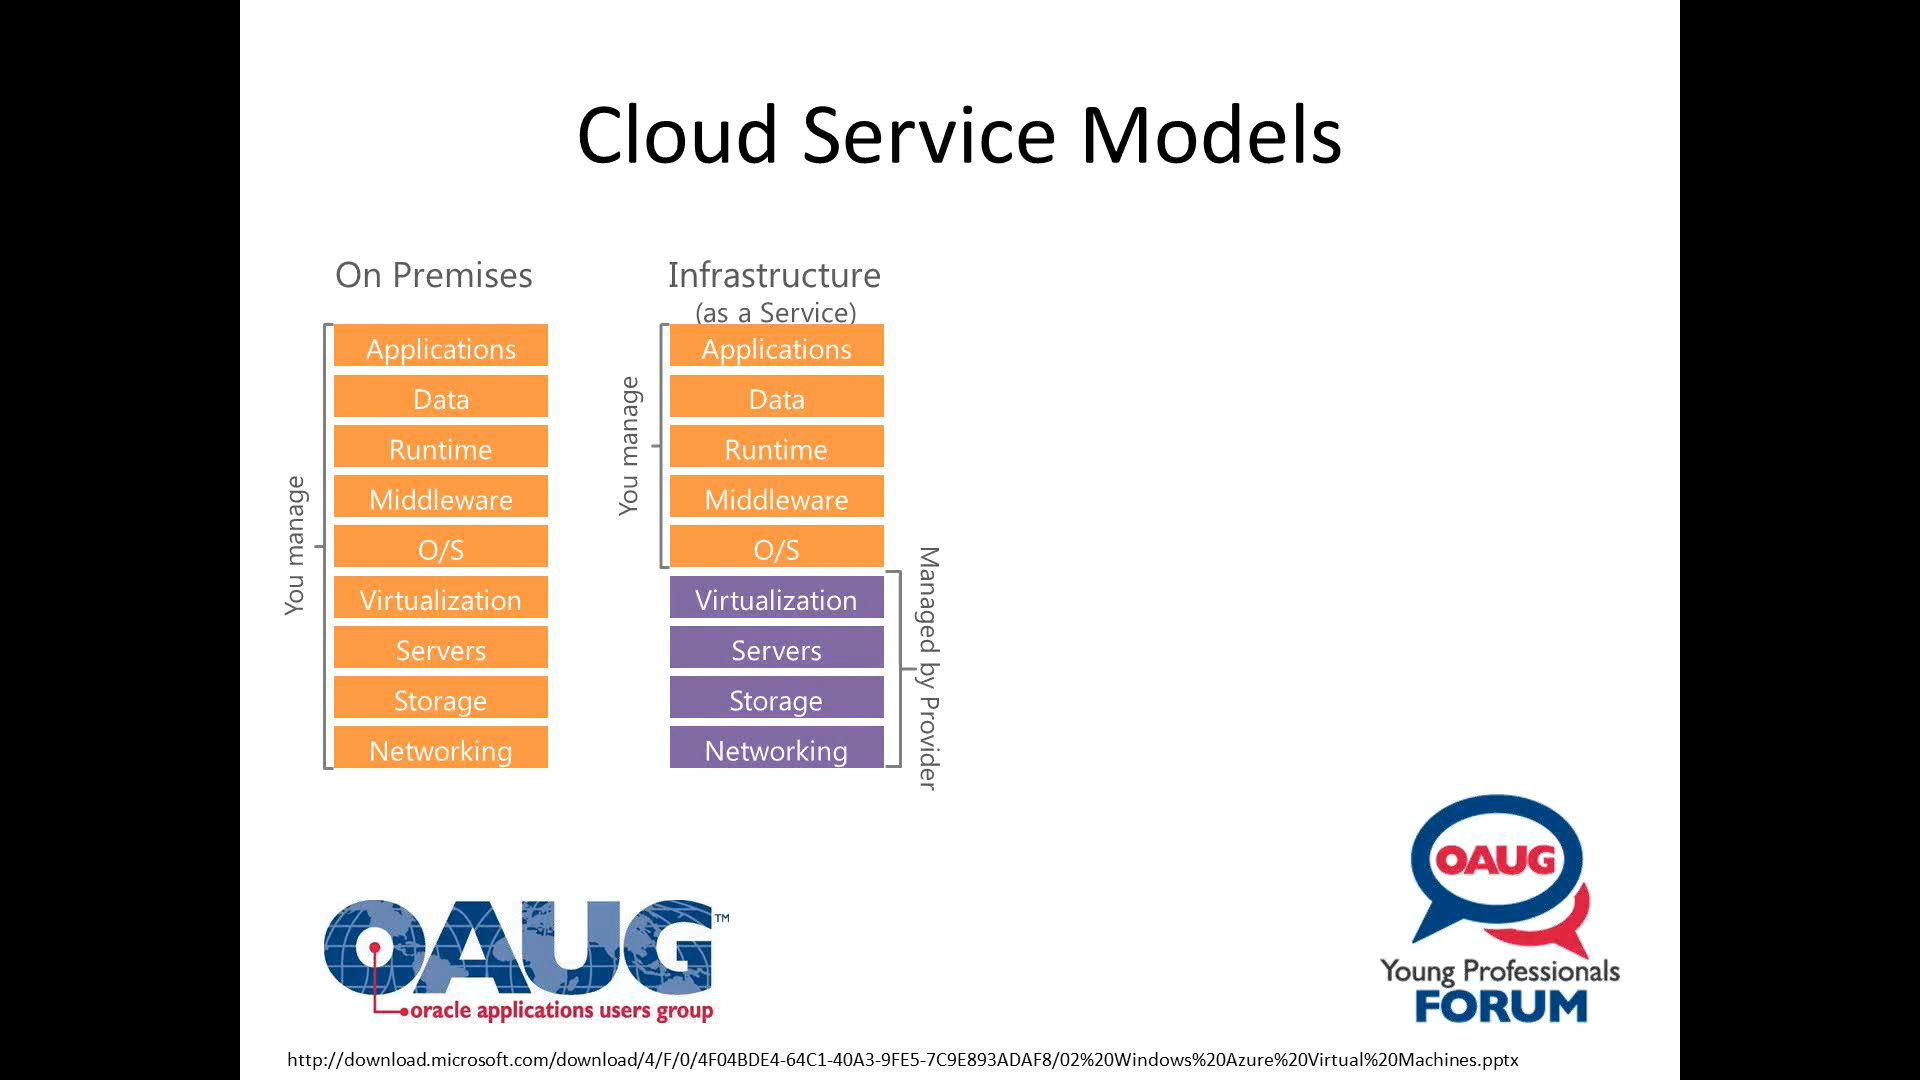 Cloud Service Models
On Premises
You manage
Applications
Data
Runtime
Middleware
O/S
Virtualization
Servers
Storage
Networking
Infrastructure
(as a Service)
You manage
Applications
Data
Runtime
Middleware
O/S
Virtualization
Servers
Storage
Networking
Managed by Provider
OAUG™
oracle applications users group
OAUG
Young Professionals
FORUM
http://download.microsoft.com/download/4/F/0/4F04BDE4-64C1-40A3-9FE5-7C9E893ADAF8/02%20Windows%20Azure%20Virtual%20Machines.pptx